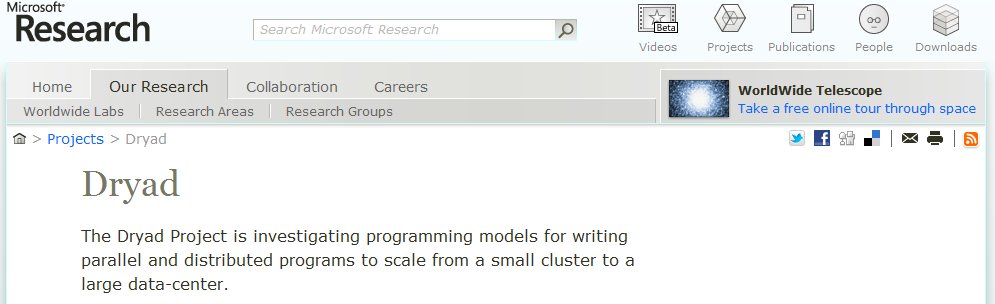 Microsoft®
Research
Search Microsoft Research
Beta
Videos Projects Publications People Downloads
Home Our Research Collaboration Careers
Worldwide Labs Research Areas Research Groups
WorldWide Telescope
Take a free online tour through space
> Projects > Dryad
Dryad
The Dryad Project is investigating programming models for writing
parallel and distributed programs to scale from a small cluster to a
large data-center.